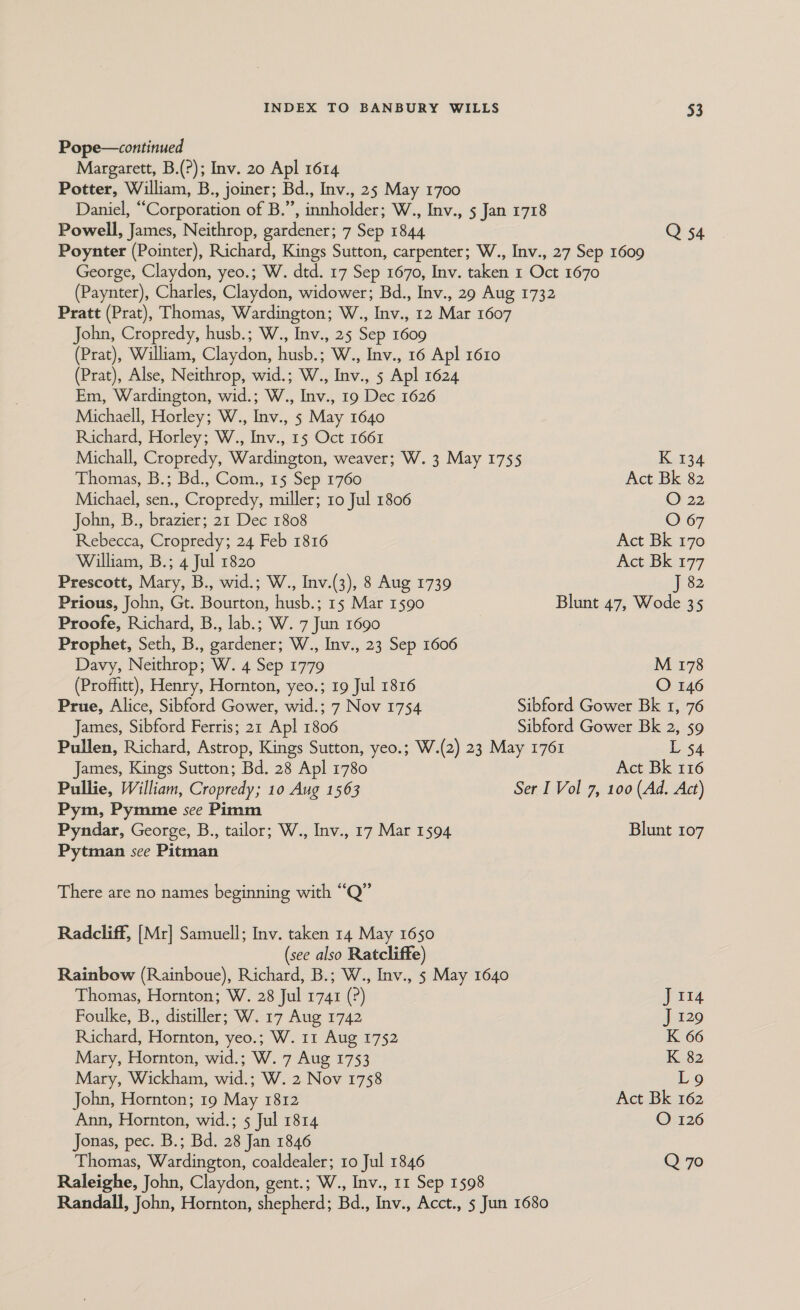 INDEX TO BANBURY WILLS 53
Pope—continued
Margarett, B.(?); Inv. 20 Apl 1614
Potter, William, B., joiner; Bd., Inv., 25 May 1700
Daniel, “Corporation of B.”, innholder; W., Inv., 5 Jan 1718
Powell, James, Neithrop, gardener; 7 Sep 1844 Q 54
Poynter (Pointer), Richard, Kings Sutton, carpenter; W., Inv., 27 Sep 1609
George, Claydon, yeo.; W. dtd. 17 Sep 1670, Inv. taken 1 Oct 1670
(Paynter), Charles, Claydon, widower; Bd., Inv., 29 Aug 1732
Pratt (Prat), Thomas, Wardington; W., Inv., 12 Mar 1607
John, Cropredy, husb.; W., Inv., 25 Sep 1609
(Prat), William, Claydon, husb.; W., Inv., 16 Apl 1610
(Prat), Alse, Neithrop, wid.; W., Inv., 5 Apl 1624
Em, Wardington, wid.; W., Inv., 19 Dec 1626
Michaell, Horley; W., Inv., 5 May 1640
Richard, Horley; W., Inv., 15 Oct 1661
Michall, Cropredy, Wardington, weaver; W. 3 May 1755 K 134
Thomas, B.; Bd., Com., 15 Sep 1760 Act Bk 82
Michael, sen., Cropredy, miller; 10 Jul 1806 O 22
John, B., brazier; 21 Dec 1808 O 67
Rebecca, Cropredy; 24 Feb 1816 Act Bk 170
William, B.; 4 Jul 1820 Act Bk 177
Prescott, Mary, B., wid.; W., Inv.(3), 8 Aug 1739 J 82
Prious, John, Gt. Bourton, husb.; 15 Mar 1590 Blunt 47, Wode 35
Proofe, Richard, B., lab.; W. 7 Jun 1690
Prophet, Seth, B., gardener; W., Inv., 23 Sep 1606
Davy, Neithrop; W. 4 Sep 1779 M 178
(Proffitt), Henry, Hornton, yeo.; 19 Jul 1816 O 146
Prue, Alice, Sibford Gower, wid.; 7 Nov 1754 Sibford Gower Bk 1, 76
James, Sibford Ferris; 21 Apl 1806 Sibford Gower Bk 2, 59
Pullen, Richard, Astrop, Kings Sutton, yeo.; W.(2) 23 May 1761 L 54
James, Kings Sutton; Bd. 28 Apl 1780 Act Bk 116
Pullie, William, Cropredy; 10 Aug 1563 Ser I Vol 7, 100 (Ad. Act)
Pym, Pymme see Pimm
Pyndar, George, B., tailor; W., Inv., 17 Mar 1594 Blunt 107
Pytman see Pitman
There are no names beginning with “Q”
Radcliff, [Mr] Samuell; Inv. taken 14 May 1650
(see also Ratcliffe)
Rainbow (Rainboue), Richard, B.; W., Inv., 5 May 1640
Thomas, Hornton; W. 28 Jul 1741 (?) J 114
Foulke, B., distiller; W. 17 Aug 1742 J 129
Richard, Hornton, yeo.; W. 11 Aug 1752 K 66
Mary, Hornton, wid.; W. 7 Aug 1753 K 82
Mary, Wickham, wid.; W. 2 Nov 1758 L 9
John, Hornton; 19 May 1812 Act Bk 162
Ann, Hornton, wid.; 5 Jul 1814 O 126
Jonas, pec. B.; Bd. 28 Jan 1846
Thomas, Wardington, coaldealer; 10 Jul 1846 Q 70
Raleighe, John, Claydon, gent.; W., Inv., 11 Sep 1598
Randall, John, Hornton, shepherd; Bd., Inv., Acct., 5 Jun 1680